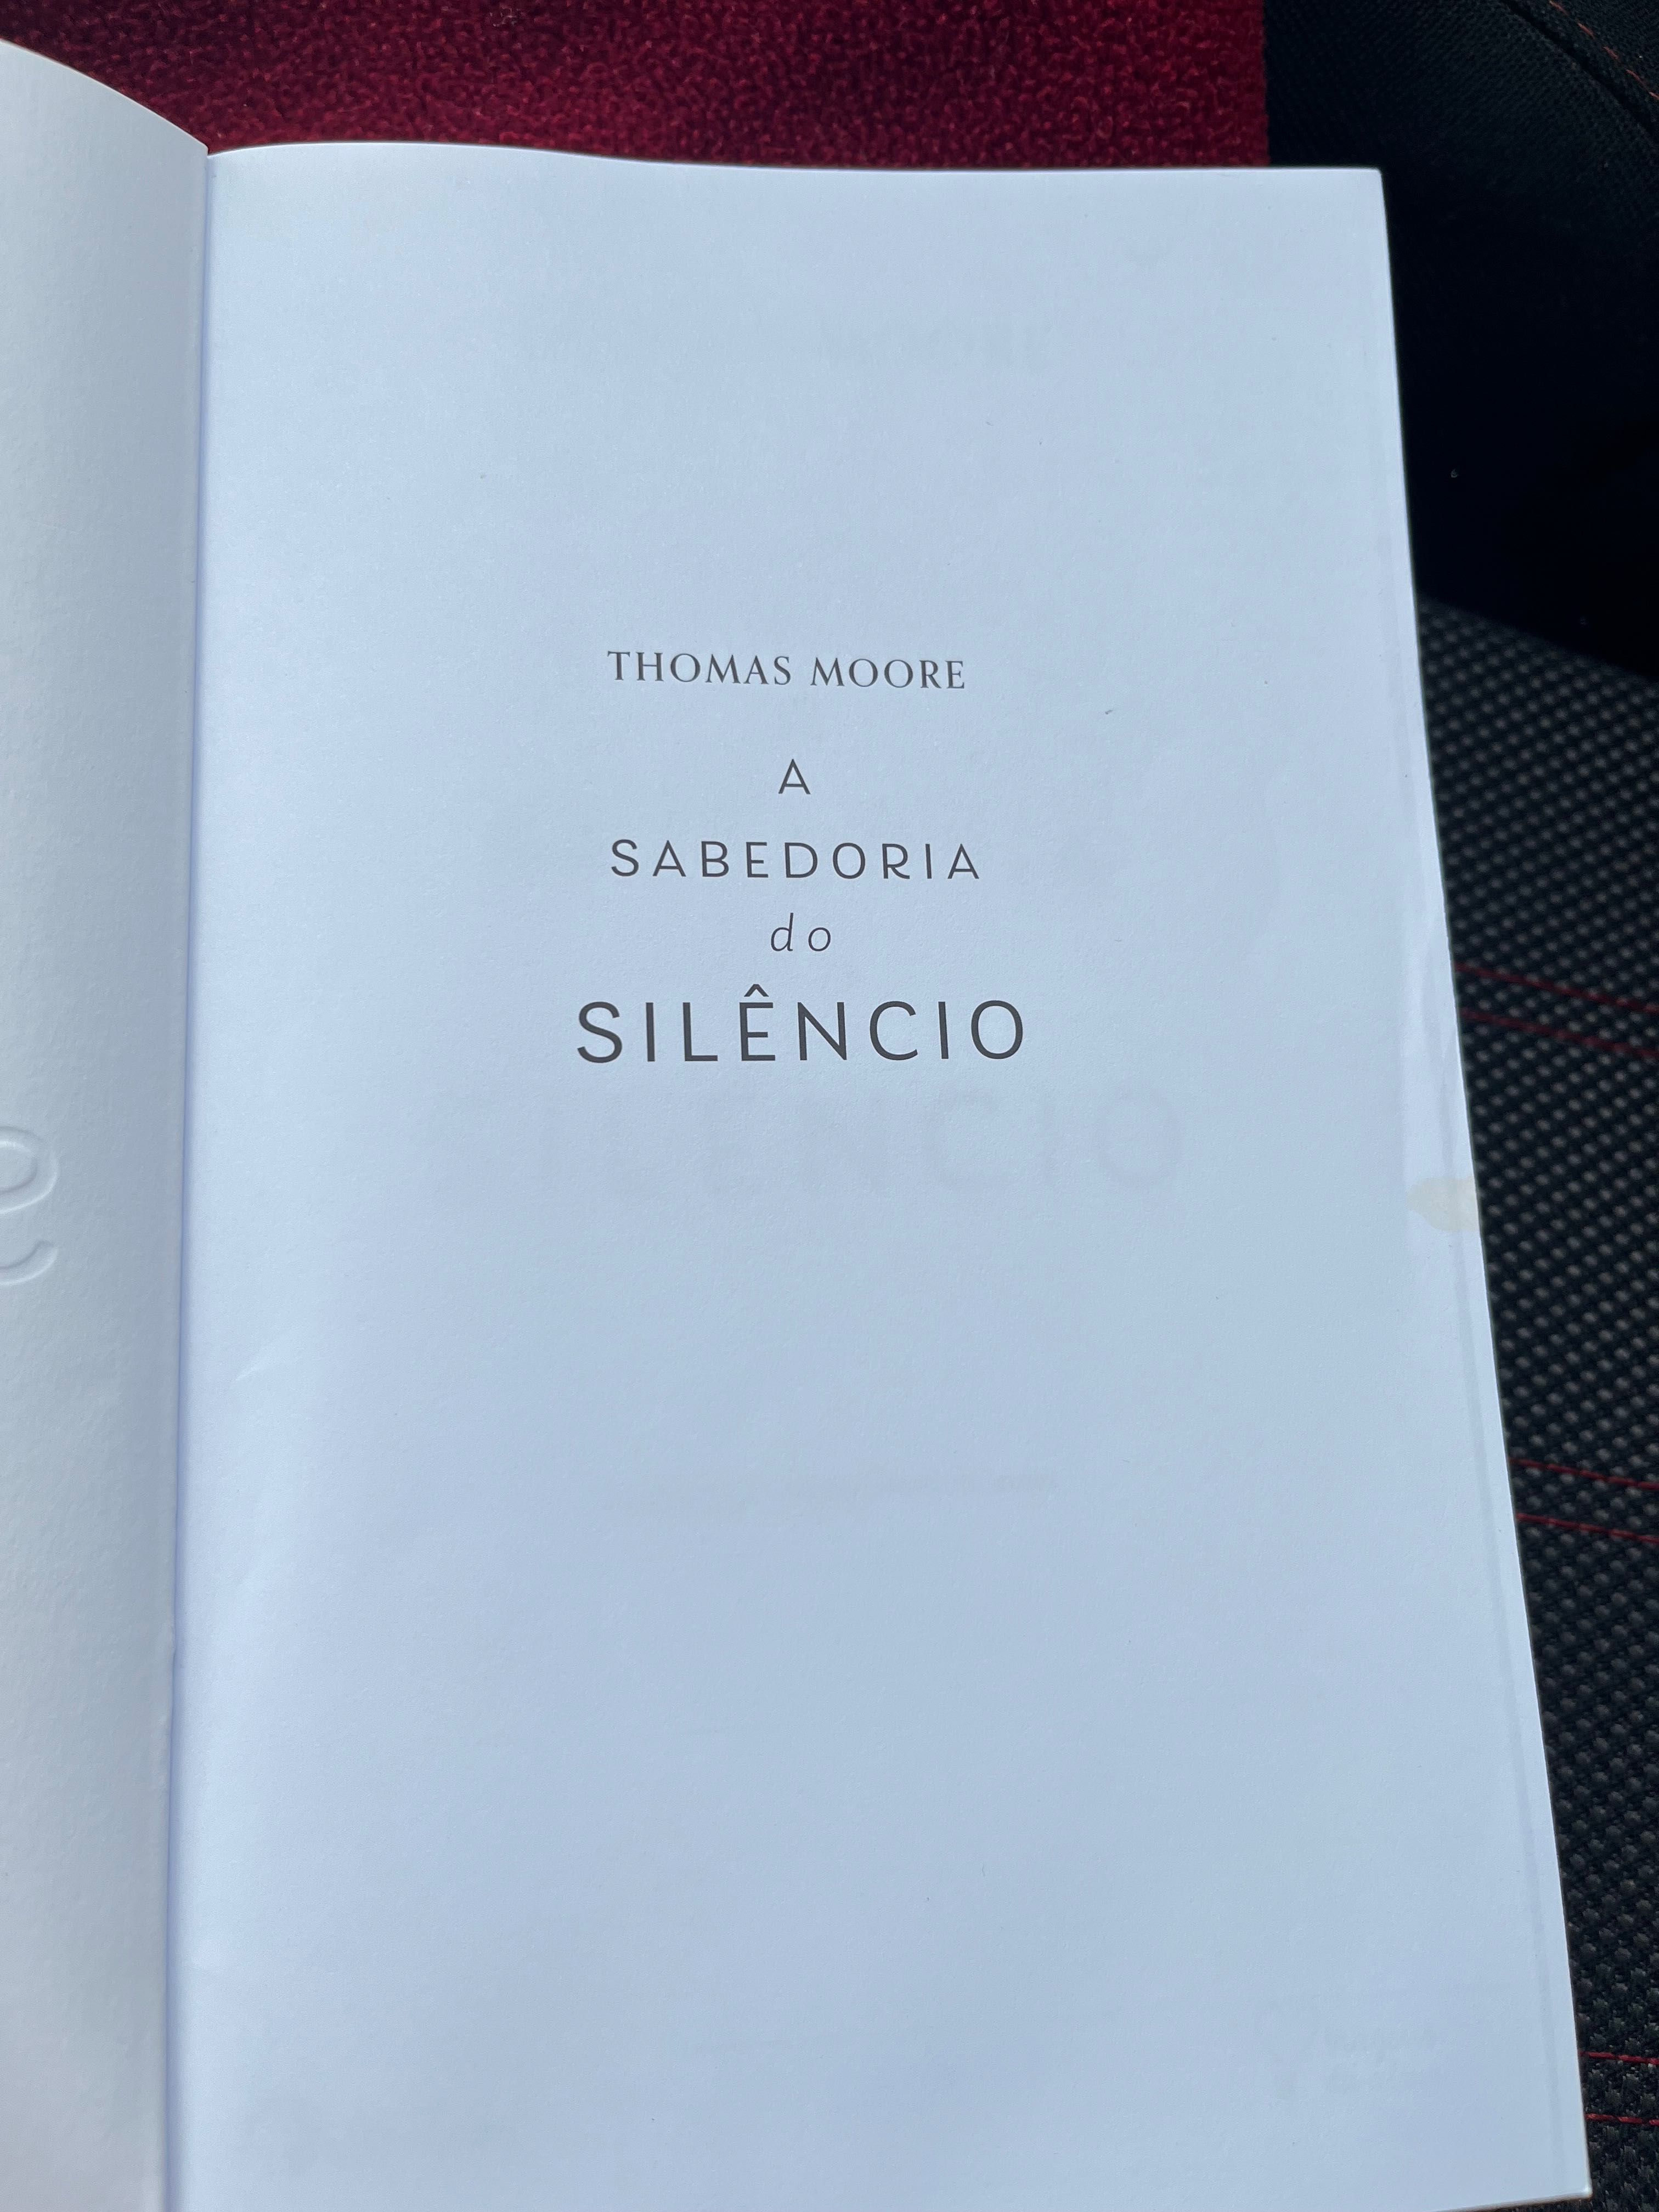 THOMAS MOORE
A
SABEDORIA
do
SILÊNCIO